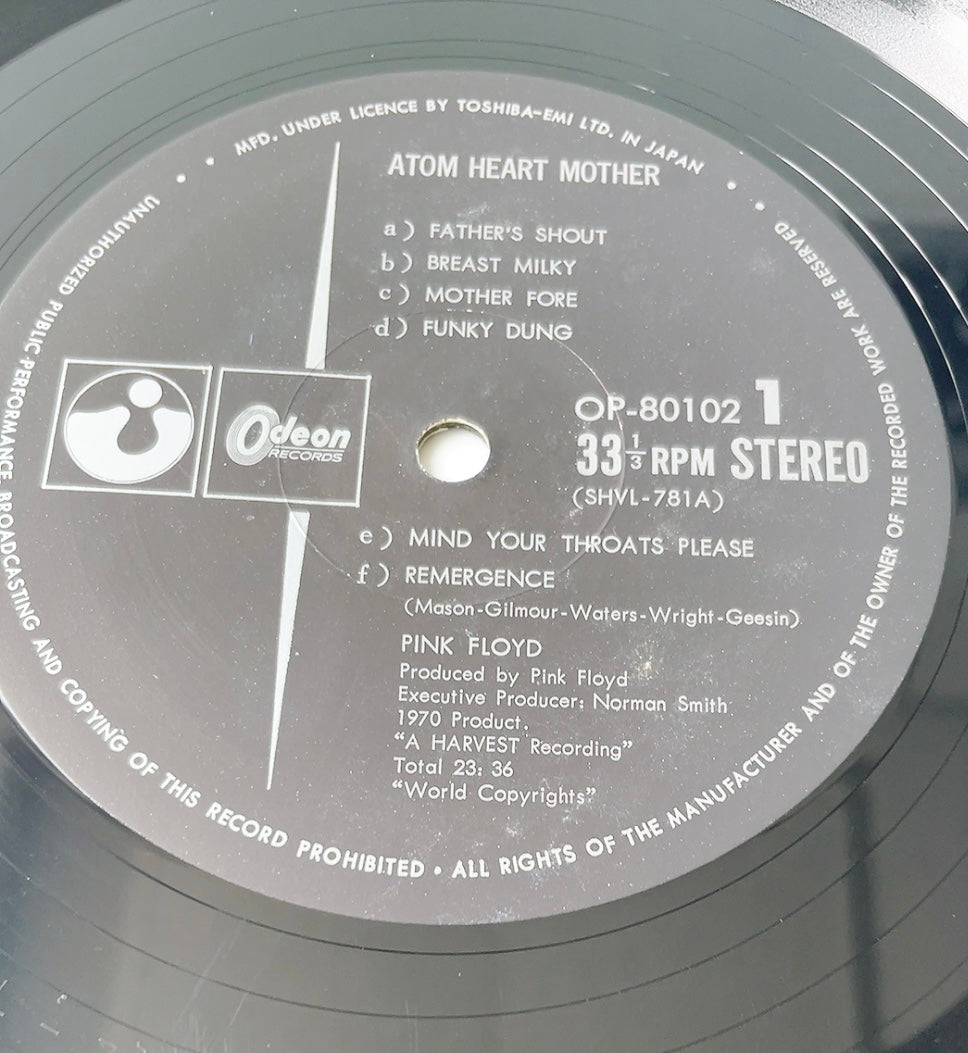 MFD. UNDER LICENCE BY TOSHIBA-EMI LTD. IN JAPAN
ATOM HEART MOTHER
a) FATHER'S SHOUT
b) BREAST MILKY
c) MOTHER FORE
d) FUNKY DUNG
Odeon
RECORDS
OP-80102 1
33 1/3 RPM STEREO
(SHVL-781A)
e) MIND YOUR THROATS PLEASE
f) REMERGENCE
(Mason-Gilmour-Waters-Wright-Geesin)
PINK FLOYD
Produced by Pink Floyd
Executive Producer: Norman Smith
1970 Product.
"A HARVEST Recording"
Total 23: 36
"World Copyrights"
UNAUTHORIZED PUBLIC PERFORMANCE, BROADCASTING AND COPYING OF THIS RECORD PROHIBITED • ALL RIGHTS OF THE MANUFACTURER AND OF THE OWNER OF THE RECORDED WORK ARE RESERVED